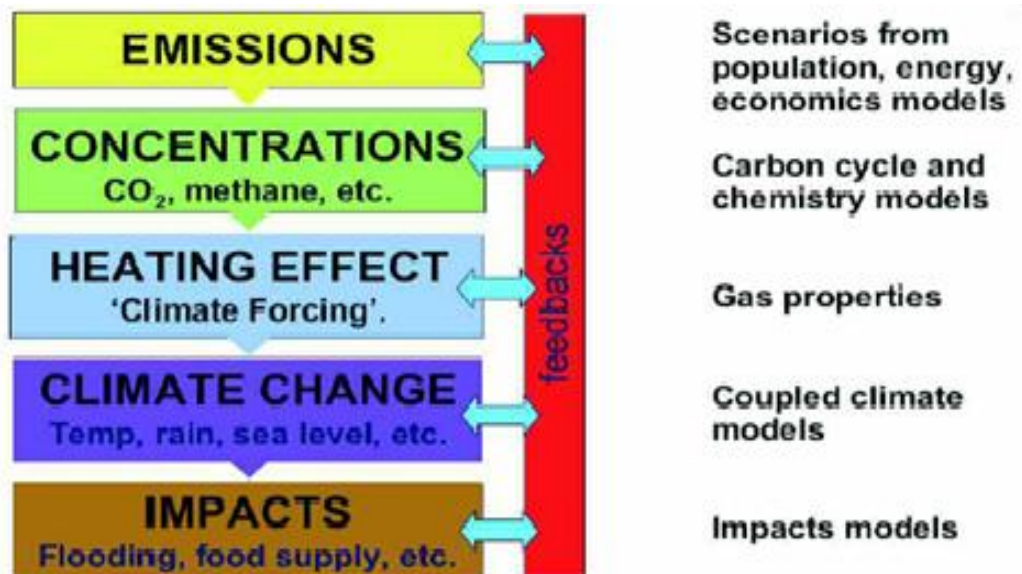 EMISSIONS
CONCENTRATIONS
CO₂, methane, etc.
HEATING EFFECT
‘Climate Forcing’.
CLIMATE CHANGE
Temp, rain, sea level, etc.
IMPACTS
Flooding, food supply, etc.
feedbacks
Scenarios from
population, energy,
economics models
Carbon cycle and
chemistry models
Gas properties
Coupled climate
models
Impacts models